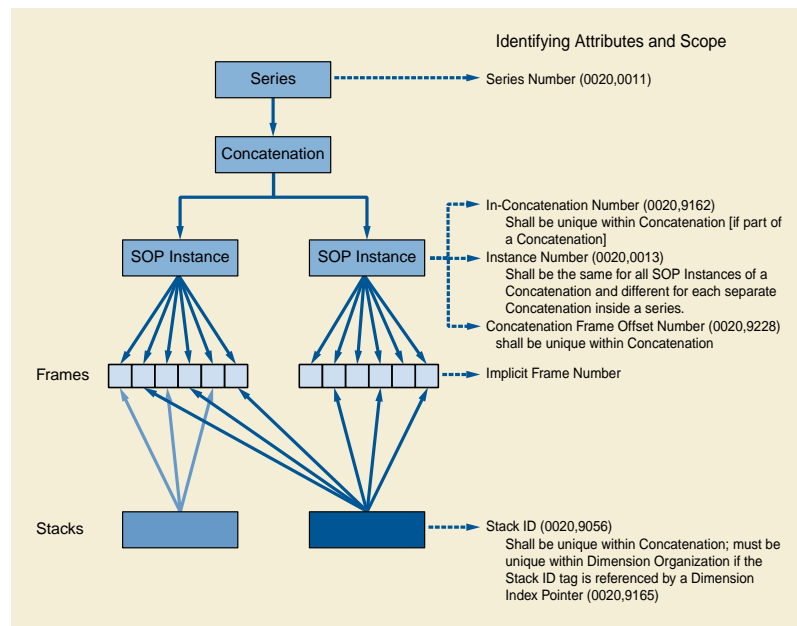 Identifying Attributes and Scope
Series
Series Number (0020,0011)
Concatenation
In-Concatenation Number (0020,9162)
Shall be unique within Concatenation [if part
of a Concatenation]
SOP Instance
SOP Instance
Instance Number (0020,0013)
Shall be the same for all SOP Instances of a
Concatenation and different for each separate
Concatenation inside a series.
Concatenation Frame Offset Number (0020,9228)
shall be unique within Concatenation
Frames
Implicit Frame Number
Stacks
Stack ID (0020,9056)
Shall be unique within Concatenation; must be
unique within Dimension Organization if the
Stack ID tag is referenced by a Dimension
Index Pointer (0020,9165)